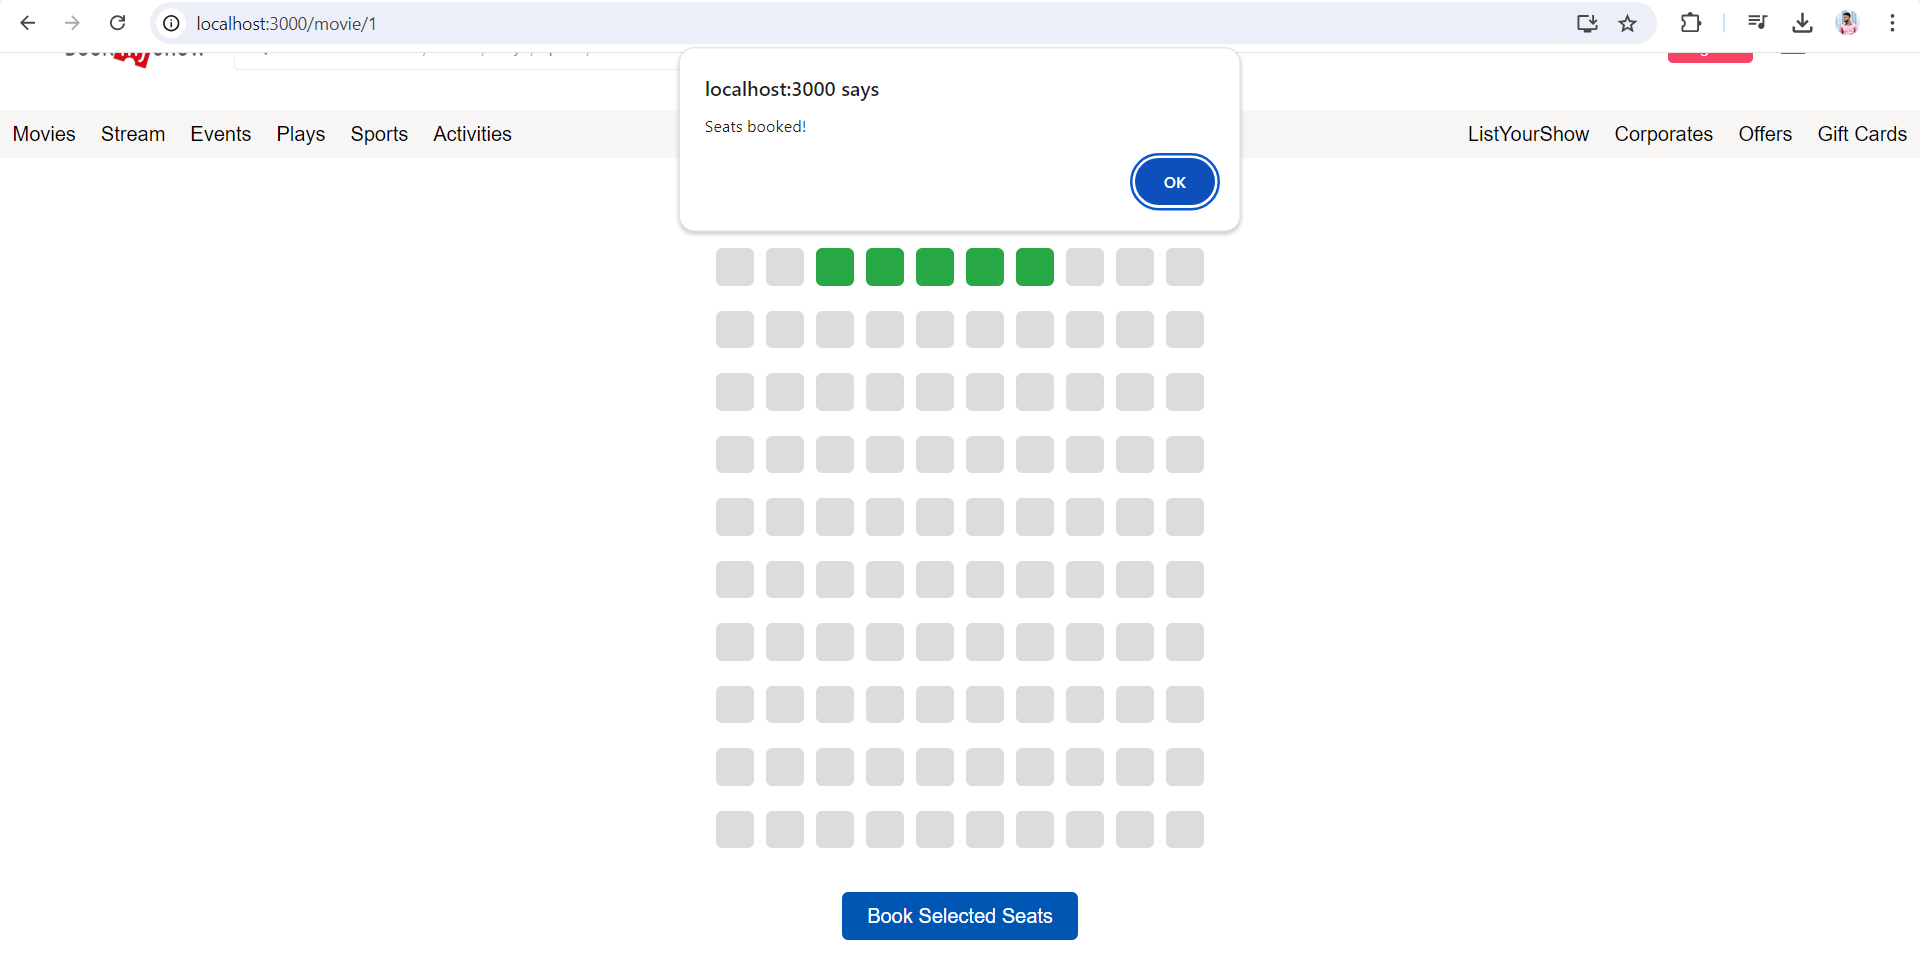 localhost:3000/movie/1
localhost:3000 says
Seats booked!
OK
Movies Stream Events Plays Sports Activities
ListYourShow Corporates Offers Gift Cards
Book Selected Seats